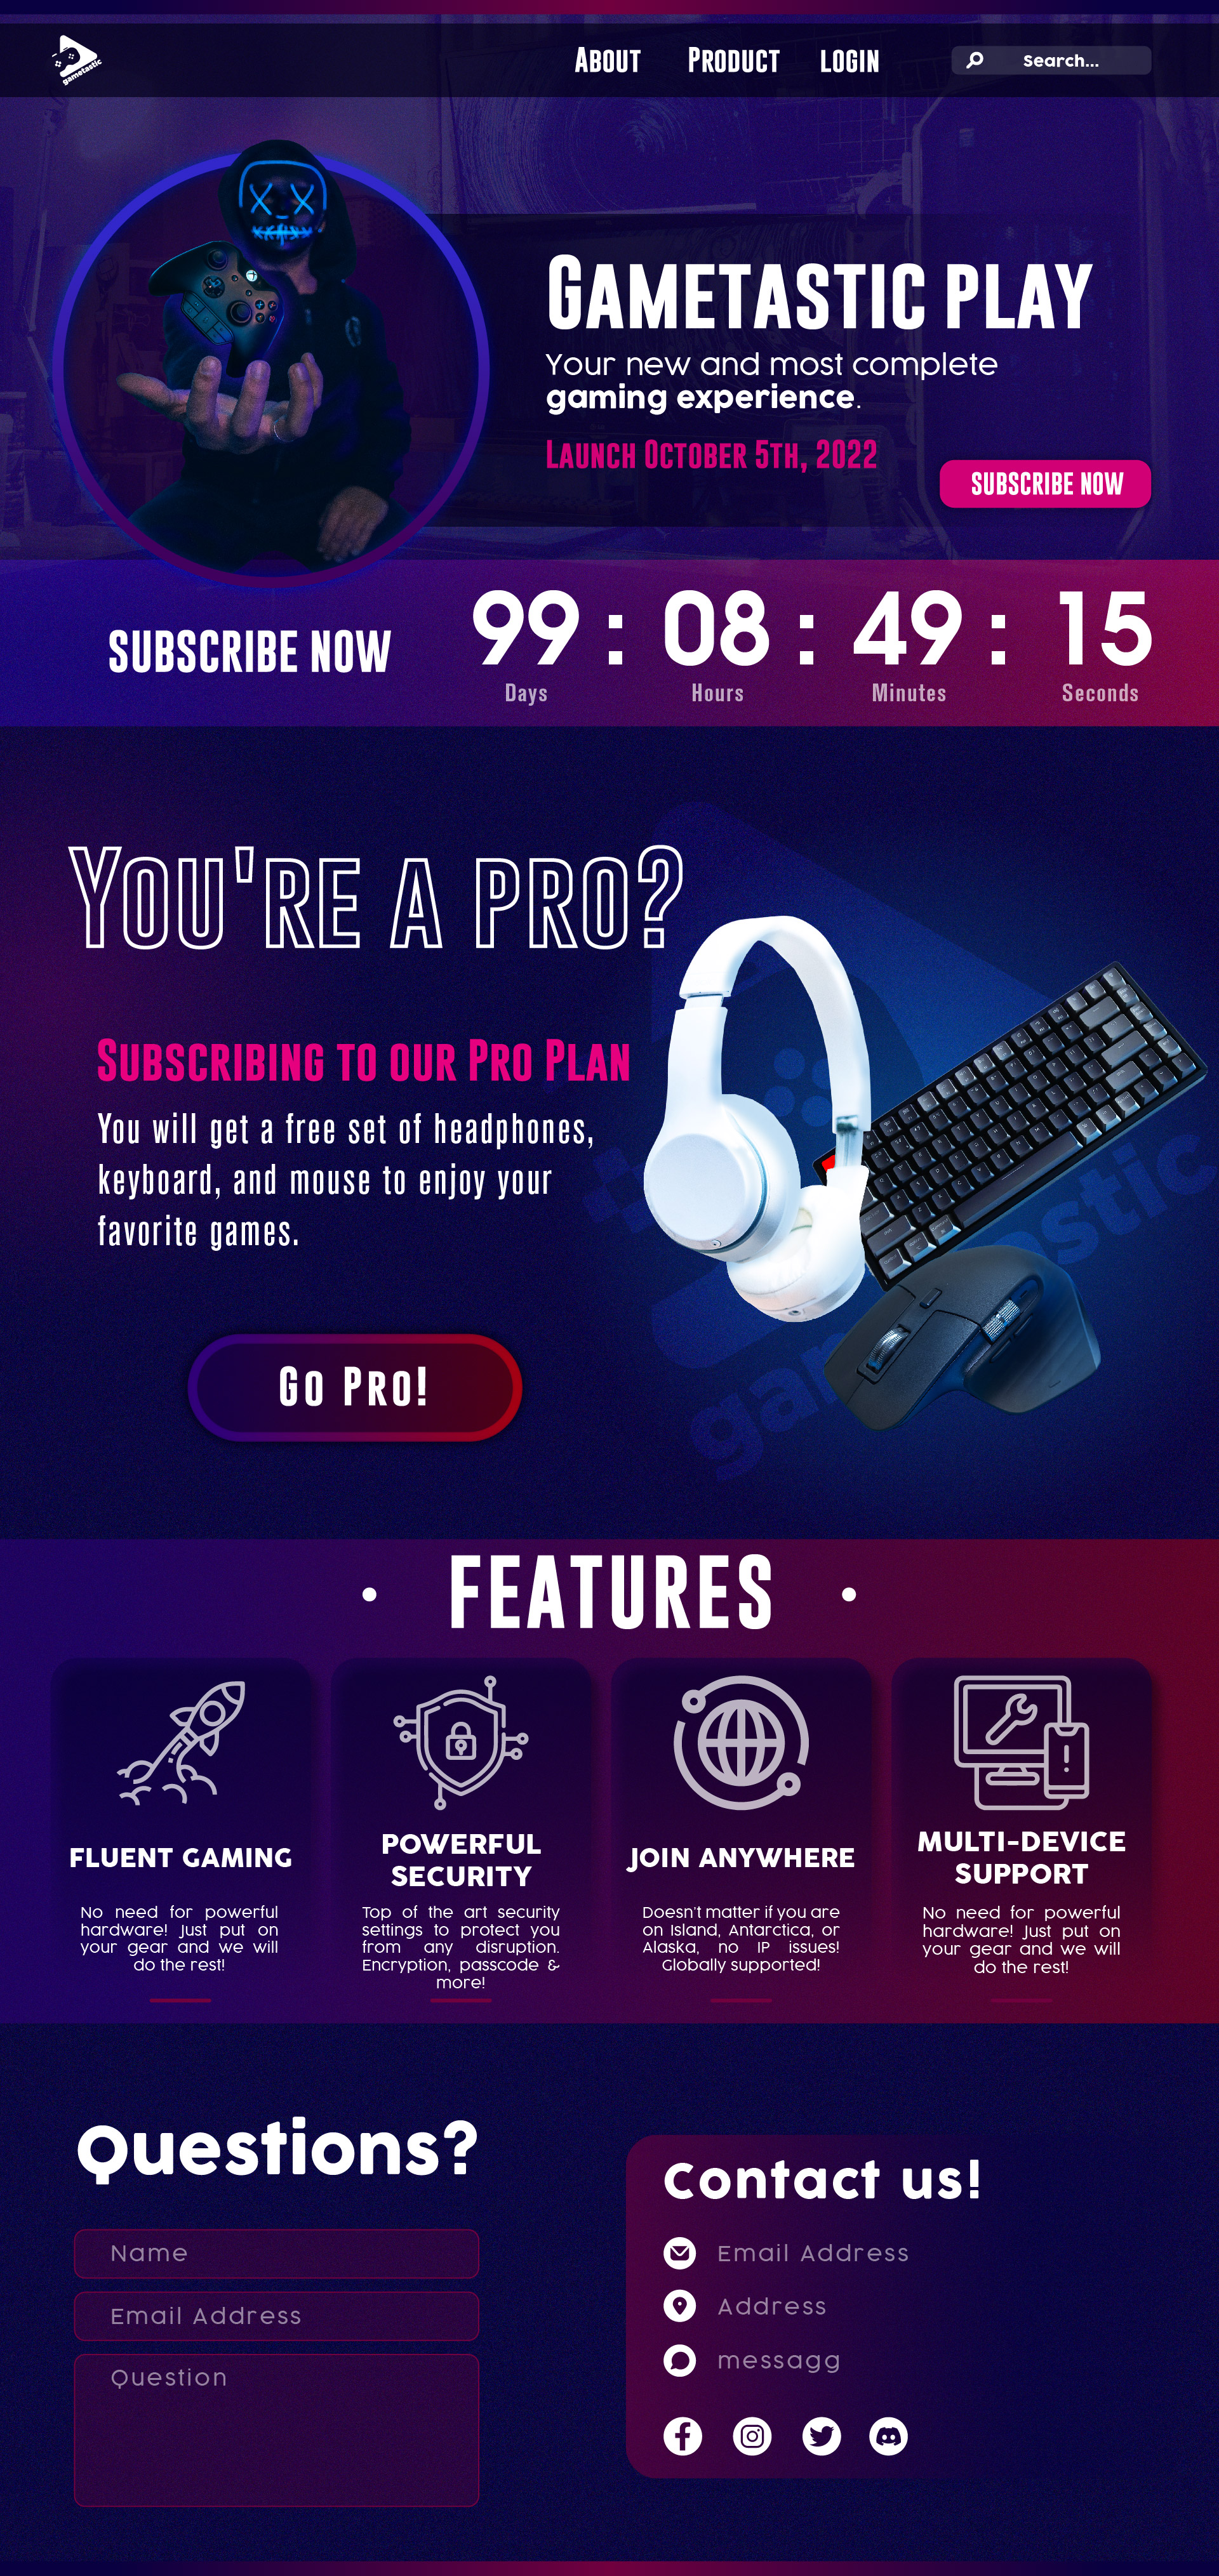 gametastic
About Product LOGIN Search...
Gametastic play
Your new and most complete
gaming experience.
Launch October 5th, 2022
SUBSCRIBE NOW
SUBSCRIBE NOW
99 : 08 : 49 : 15
Days Hours Minutes Seconds
You're a pro?
Subscribing to our Pro Plan
You will get a free set of headphones,
keyboard, and mouse to enjoy your
favorite games.
Go Pro!
• FEATURES •
FLUENT GAMING
No need for powerful
hardware! Just put on
your gear and we will
do the rest!
POWERFUL
SECURITY
Top of the art security
settings to protect you
from any disruption.
Encryption, passcode &
more!
JOIN ANYWHERE
Doesn't matter if you are
on Island, Antarctica, or
Alaska, no IP issues!
Globally supported!
MULTI-DEVICE
SUPPORT
No need for powerful
hardware! Just put on
your gear and we will
do the rest!
Questions?
Name
Email Address
Question
Contact us!
Email Address
Address
messagg